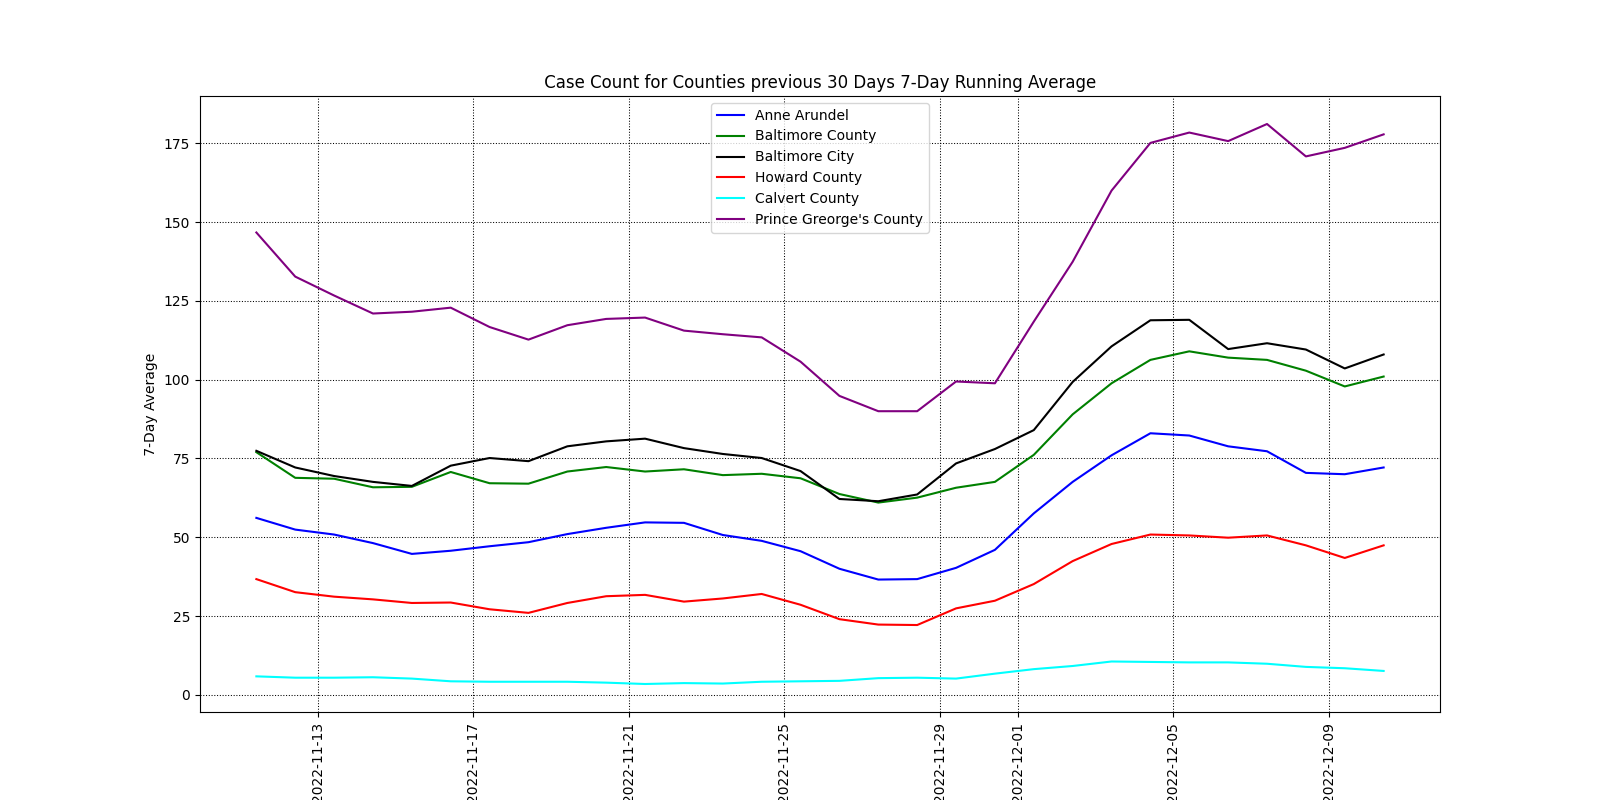 Case Count for Counties previous 30 Days 7-Day Running Average
Anne Arundel
Baltimore County
Baltimore City
Howard County
Calvert County
Prince Greorge's County
7-Day Average
175
150
125
100
75
50
25
0
2022-11-13
2022-11-17
2022-11-21
2022-11-25
2022-11-29
2022-12-01
2022-12-05
2022-12-09